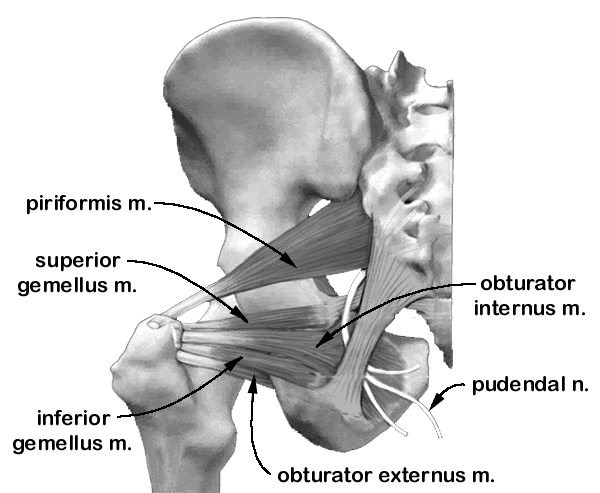 piriformis m.
superior
gemellus m.
obturator
internus m.
pudendal n.
inferior
gemellus m.
obturator externus m.